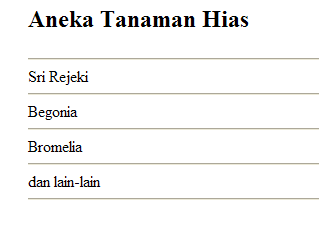 Aneka Tanaman Hias
Sri Rejeki
Begonia
Bromelia
dan lain-lain